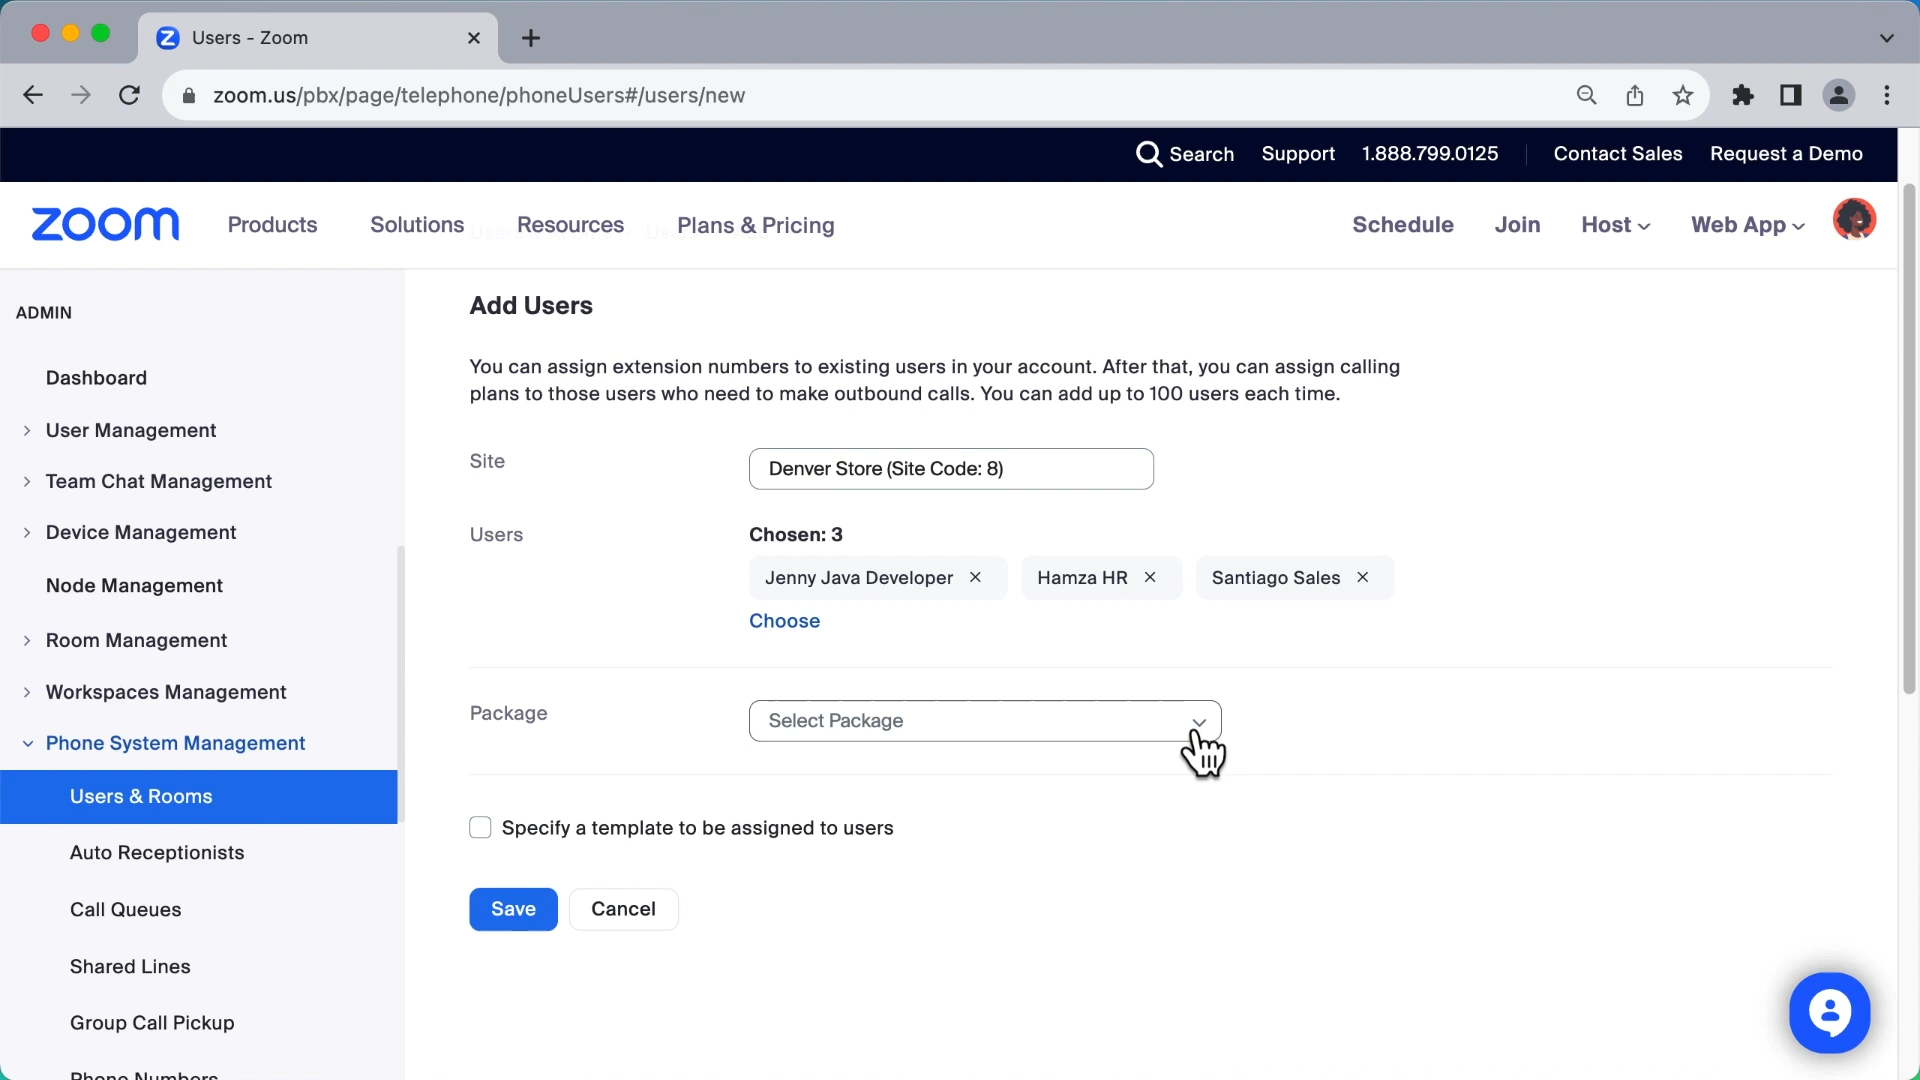 Users - Zoom
zoom.us/pbx/page/telephone/phoneUsers#/users/new
Search Support 1.888.799.0125 Contact Sales Request a Demo
zoom Products Solutions Resources Plans & Pricing Schedule Join Host Web App
ADMIN
Dashboard
User Management
Team Chat Management
Device Management
Node Management
Room Management
Workspaces Management
Phone System Management
Users & Rooms
Auto Receptionists
Call Queues
Shared Lines
Group Call Pickup
Phone Numbers
Add Users
You can assign extension numbers to existing users in your account. After that, you can assign calling
plans to those users who need to make outbound calls. You can add up to 100 users each time.
Site Denver Store (Site Code: 8)
Users Chosen: 3
Jenny Java Developer Hamza HR Santiago Sales
Choose
Package Select Package
Specify a template to be assigned to users
Save Cancel